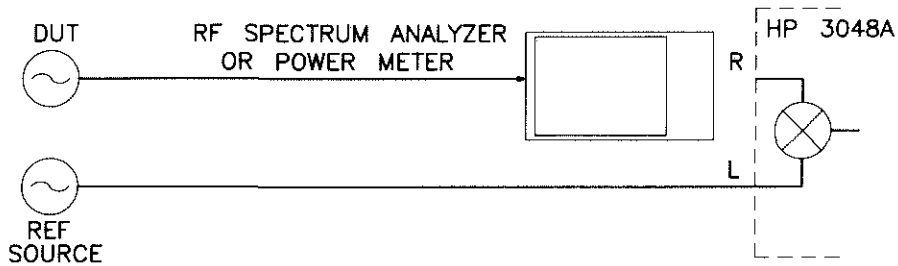 DUT
RF SPECTRUM ANALYZER
OR POWER METER
R
HP 3048A
L
REF
SOURCE